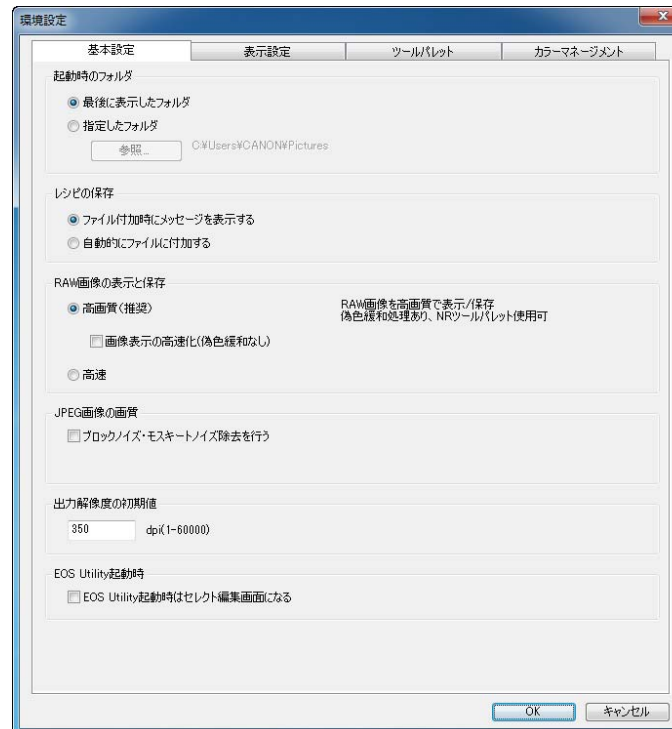 環境設定
基本設定
表示設定
ツールパレット
カラーマネージメント
起動時のフォルダ
最後に表示したフォルダ
指定したフォルダ
参照...
C:¥Users¥CANON¥Pictures
レシピの保存
ファイル付加時にメッセージを表示する
自動的にファイルに付加する
RAW画像の表示と保存
高画質(推奨)
RAW画像を高画質で表示/保存
偽色緩和処理あり、NRツールパレット使用可
画像表示の高速化(偽色緩和なし)
高速
JPEG画像の画質
ブロックノイズ・モスキートノイズ除去を行う
出力解像度の初期値
350 dpi(1-60000)
EOS Utility起動時
EOS Utility起動時はセレクト編集画面になる
OK
キャンセル